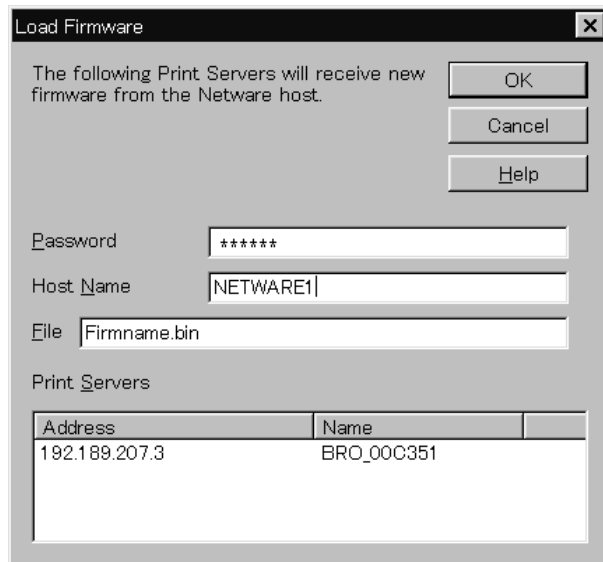 Load Firmware
The following Print Servers will receive new
firmware from the Netware host.
OK
Cancel
Help
Password ******
Host Name NETWARE1
File Firmname.bin
Print Servers
Address Name
192.189.207.3 BRO_00C351